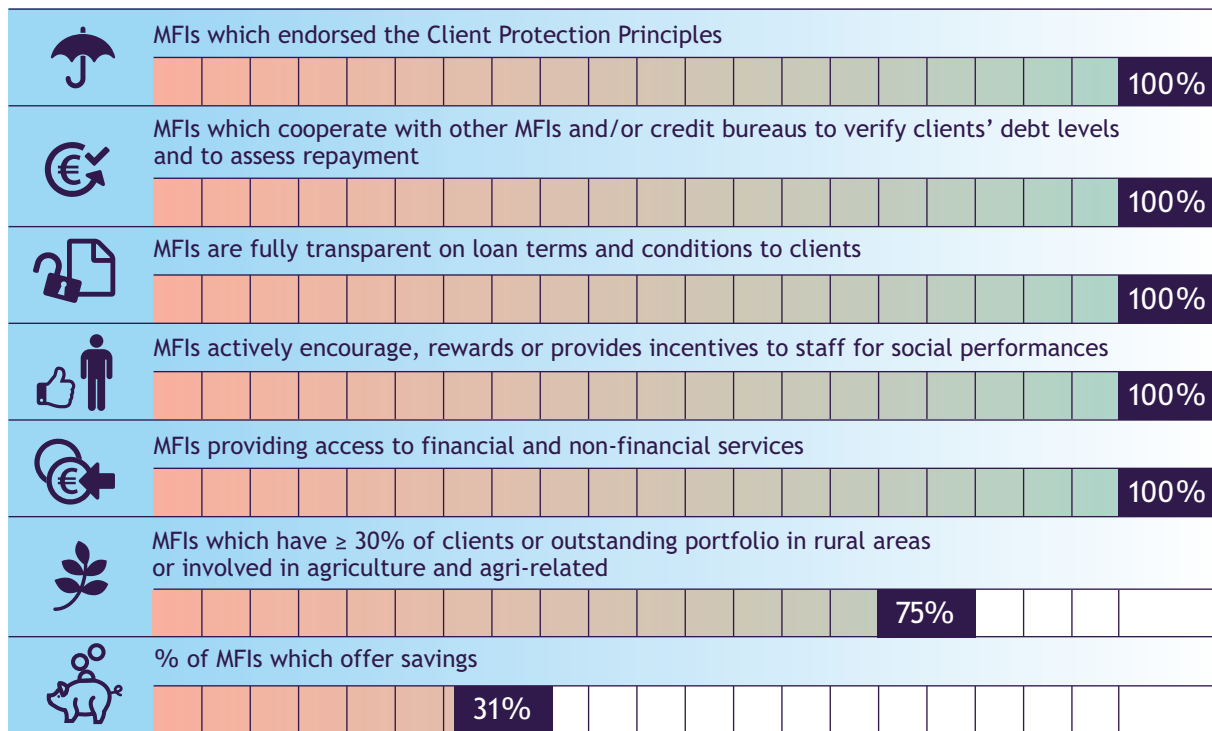 MFIs which endorsed the Client Protection Principles
100%
MFIs which cooperate with other MFIs and/or credit bureaus to verify clients’ debt levels
and to assess repayment
100%
MFIs are fully transparent on loan terms and conditions to clients
100%
MFIs actively encourage, rewards or provides incentives to staff for social performances
100%
MFIs providing access to financial and non-financial services
100%
MFIs which have ≥ 30% of clients or outstanding portfolio in rural areas
or involved in agriculture and agri-related
75%
% of MFIs which offer savings
31%